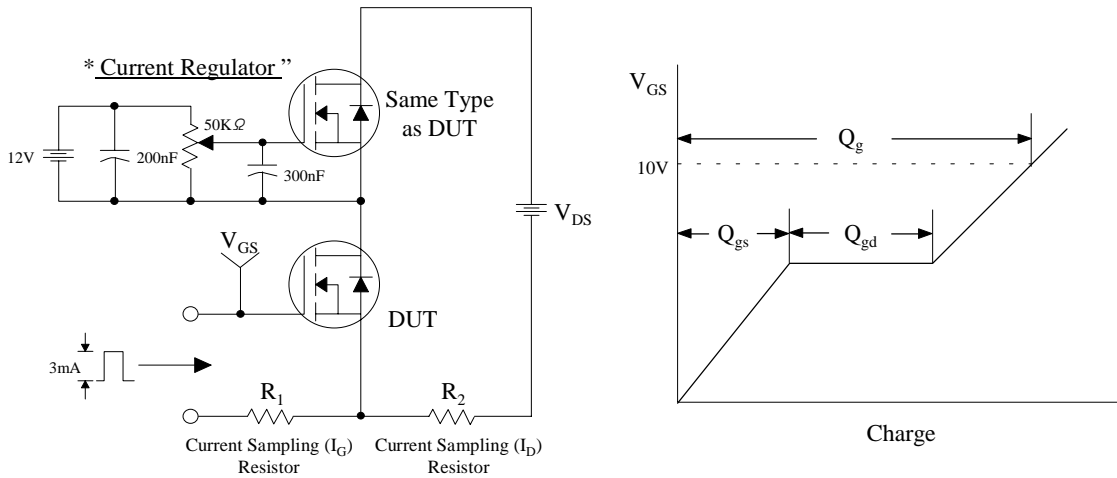 * Current Regulator ”
50KΩ
12V
200nF
300nF
Same Type
as DUT
V_DS
V_GS
DUT
3mA
R_1
R_2
Current Sampling (I_G)
Resistor
Current Sampling (I_D)
Resistor
V_GS
Q_g
10V
Q_gs
Q_gd
Charge